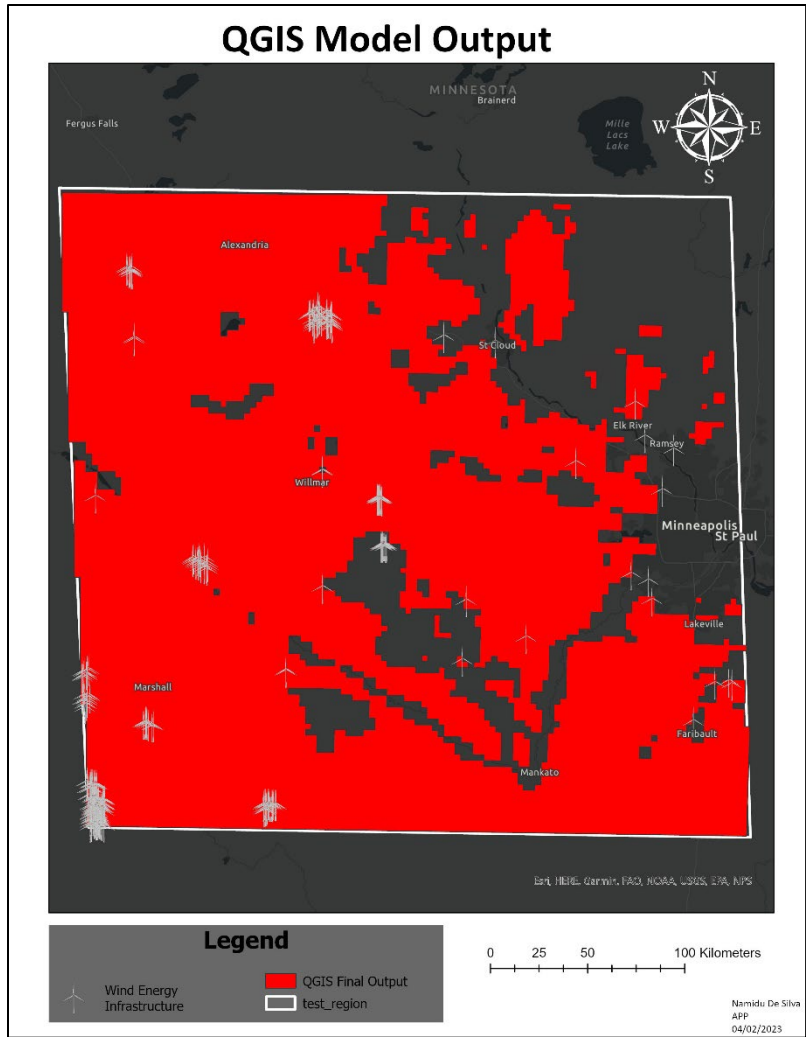 QGIS Model Output
MINNESOTA
Brainerd
Fergus Falls
Mille
Lacs
Lake
N
W
E
S
Alexandria
St Cloud
Elk River
Ramsey
Willmar
Minneapolis
St Paul
Lakeville
Marshall
Faribault
Mankato
Esri, HERE, Garmin, FAO, NOAA, USGS, EPA, NPS
Legend
Wind Energy
Infrastructure
QGIS Final Output
test_region
0 25 50 100 Kilometers
Namidu De Silva
APP
04/02/2023